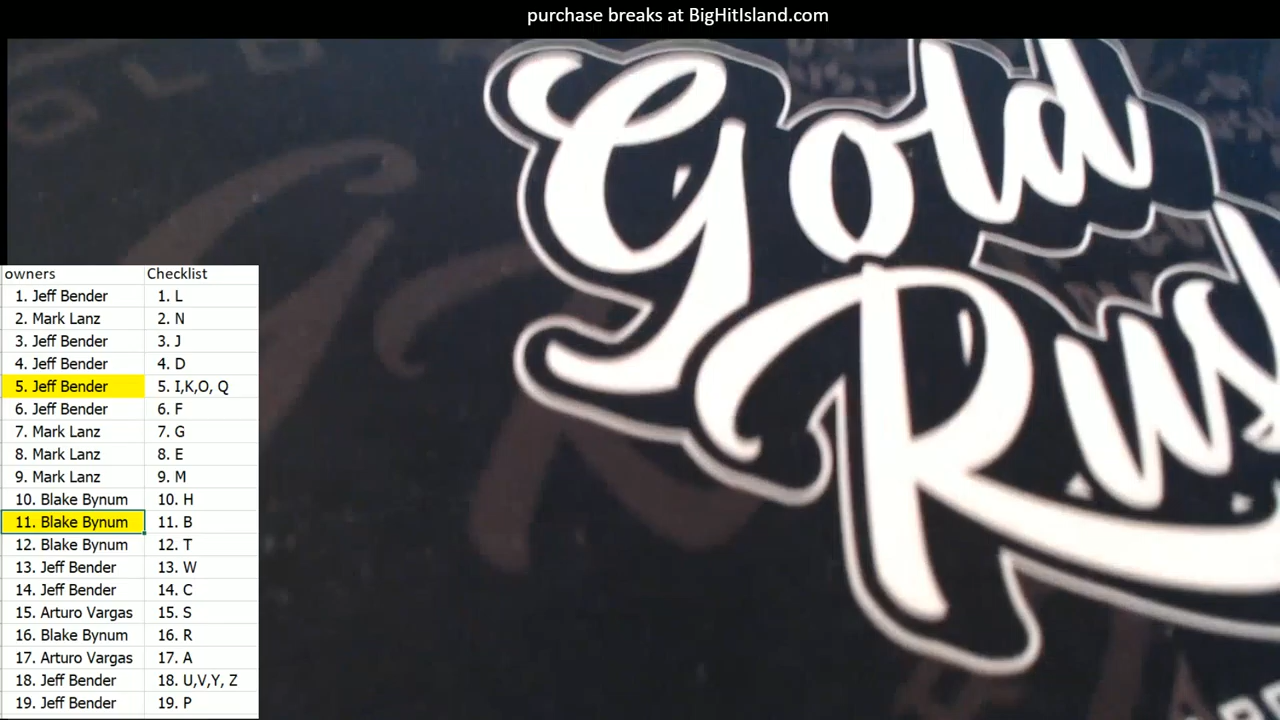 purchase breaks at BigHitIsland.com
Gold
owners Checklist
1. Jeff Bender 1. L
2. Mark Lanz 2. N
3. Jeff Bender 3. J
4. Jeff Bender 4. D
5. Jeff Bender 5. I,K,O, Q
6. Jeff Bender 6. F
7. Mark Lanz 7. G
8. Mark Lanz 8. E
9. Mark Lanz 9. M
10. Blake Bynum 10. H
11. Blake Bynum 11. B
12. Blake Bynum 12. T
13. Jeff Bender 13. W
14. Jeff Bender 14. C
15. Arturo Vargas 15. S
16. Blake Bynum 16. R
17. Arturo Vargas 17. A
18. Jeff Bender 18. U,V,Y, Z
19. Jeff Bender 19. P
Rus